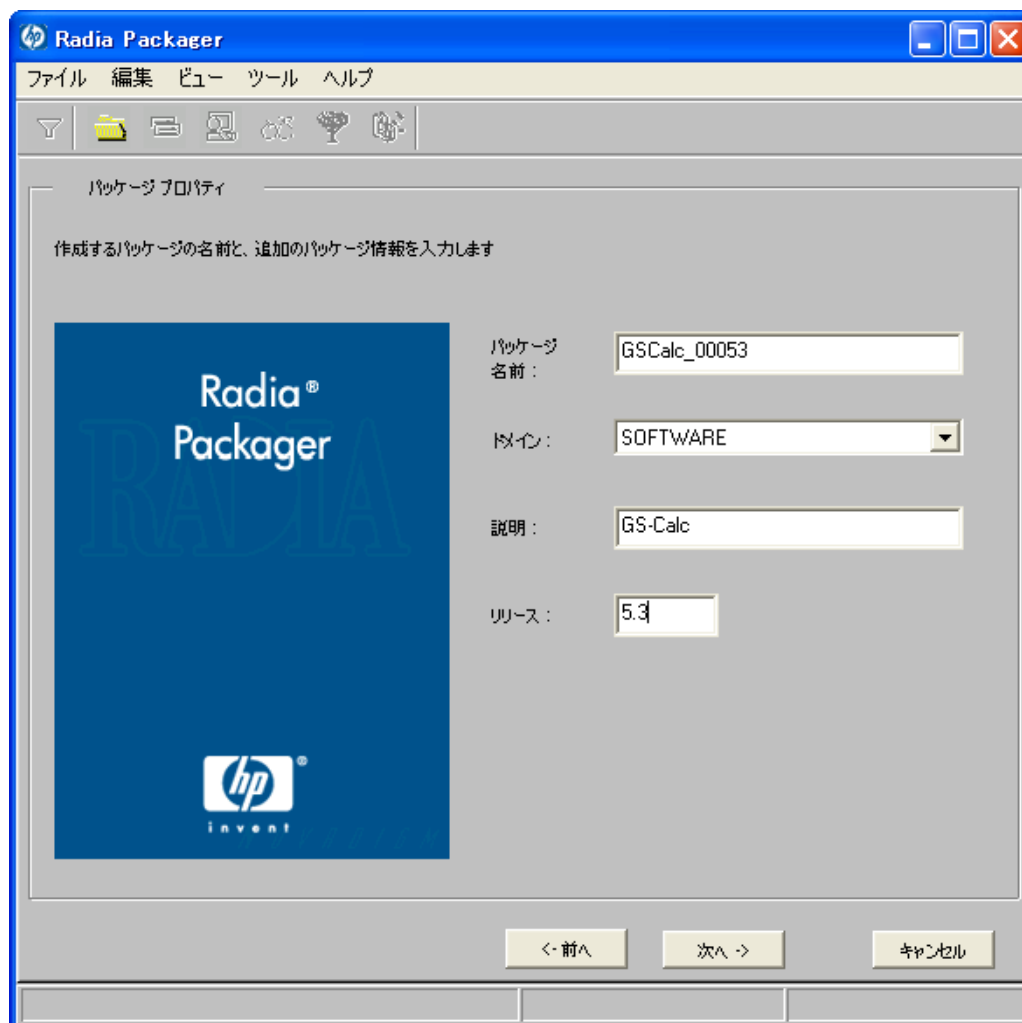 Radia Packager
ファイル 編集 ビュー ツール ヘルプ
パッケージ プロパティ
作成するパッケージの名前と、追加のパッケージ情報を入力します
Radia®
Packager
RADIA
hp®
invent
パッケージ
名前 :
GSCalc_00053
ドメイン :
SOFTWARE
説明 :
GS-Calc
リリース :
5.3
<- 前へ
次へ ->
キャンセル